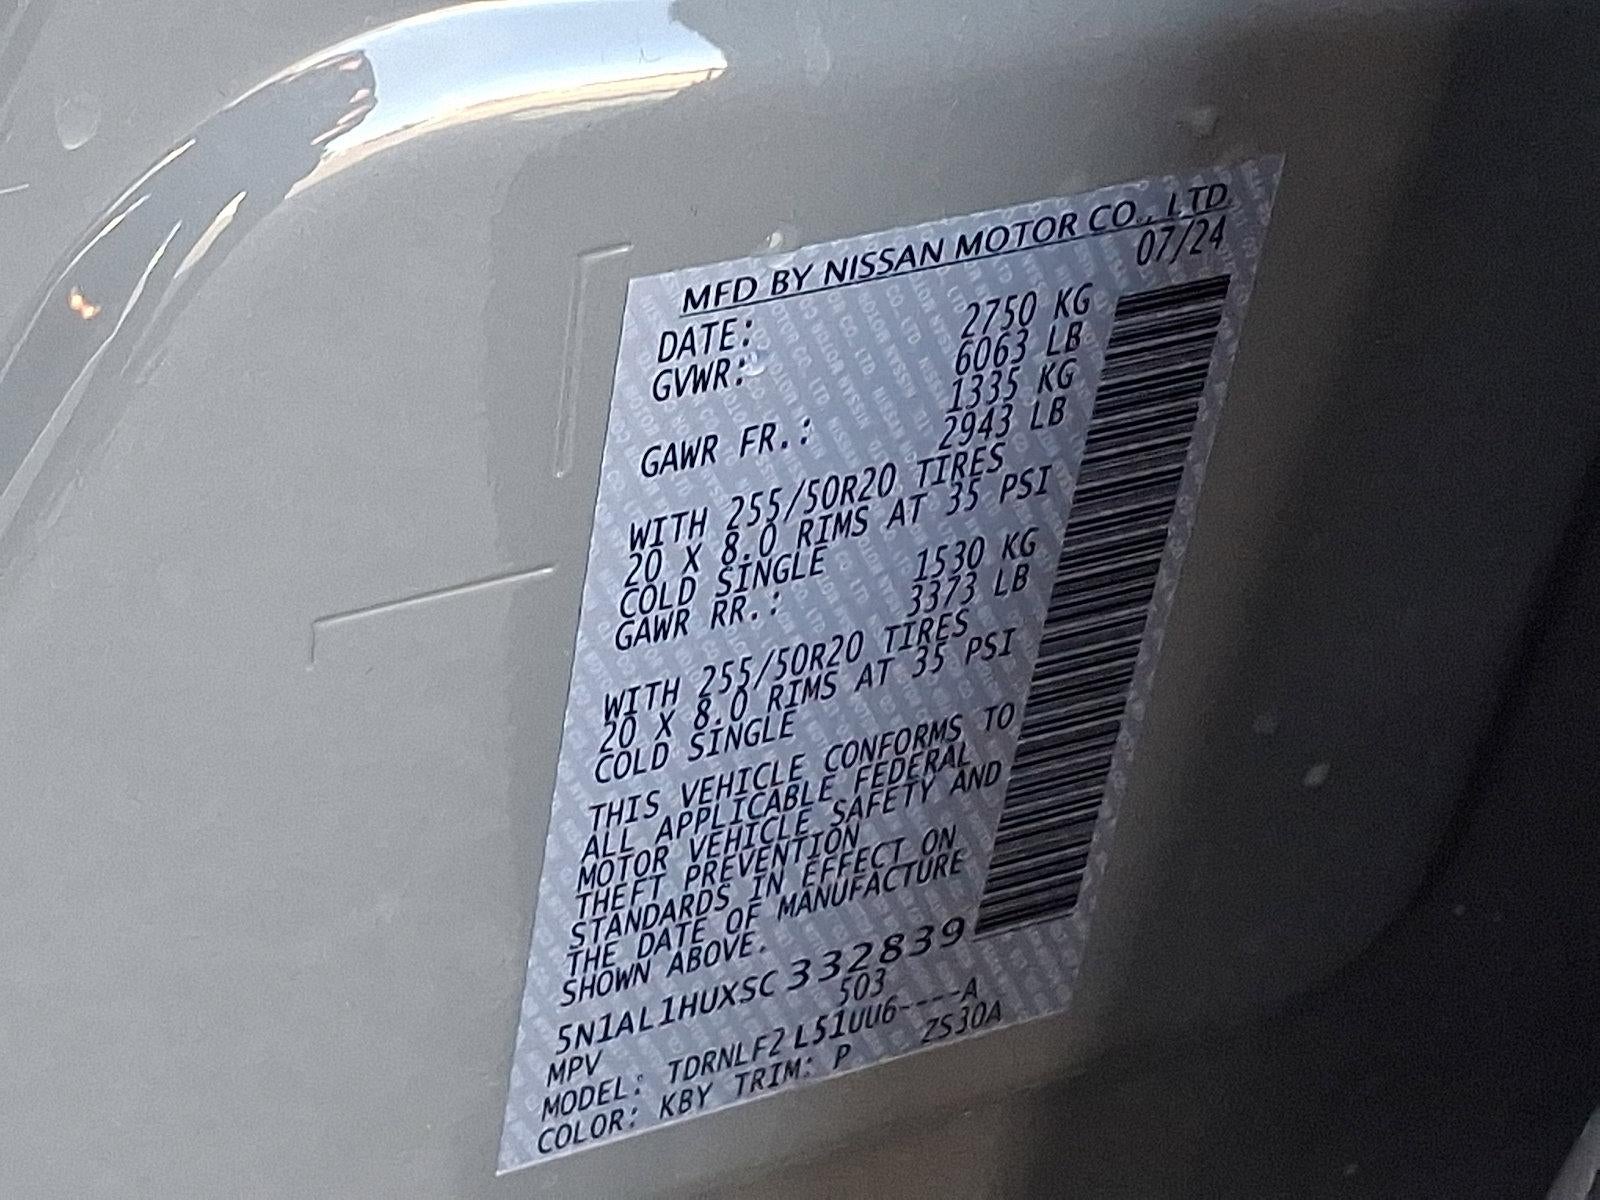 MFD BY NISSAN MOTOR CO., LTD
DATE: 07/24
GVWR: 2750 KG
6063 LB
GAWR FR.: 1335 KG
2943 LB
WITH 255/50R20 TIRES
20 X 8.0 RIMS AT 35 PSI
COLD SINGLE
GAWR RR.: 1530 KG
3373 LB
WITH 255/50R20 TIRES
20 X 8.0 RIMS AT 35 PSI
COLD SINGLE
THIS VEHICLE CONFORMS TO
ALL APPLICABLE FEDERAL
MOTOR VEHICLE SAFETY AND
THEFT PREVENTION
STANDARDS IN EFFECT ON
THE DATE OF MANUFACTURE
SHOWN ABOVE.
5N1AL1HUXSC332839
MPV 503
MODEL: TDRNLF2 L51UU6----A
COLOR: KBY TRIM: P ZS30A